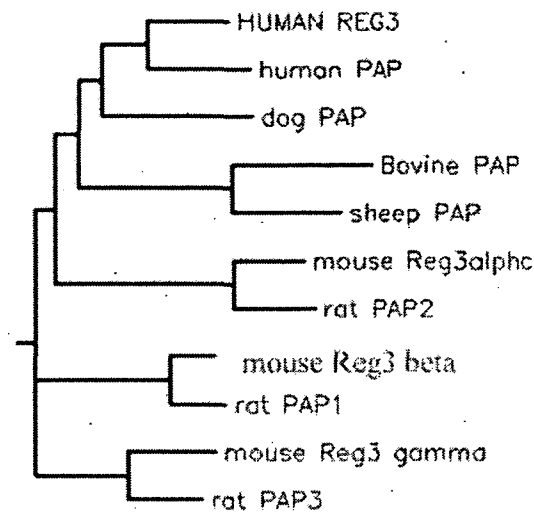 HUMAN REG3
human PAP
dog PAP
Bovine PAP
sheep PAP
mouse Reg3alphc
rat PAP2
mouse Reg3 beta
rat PAP1
mouse Reg3 gamma
rat PAP3